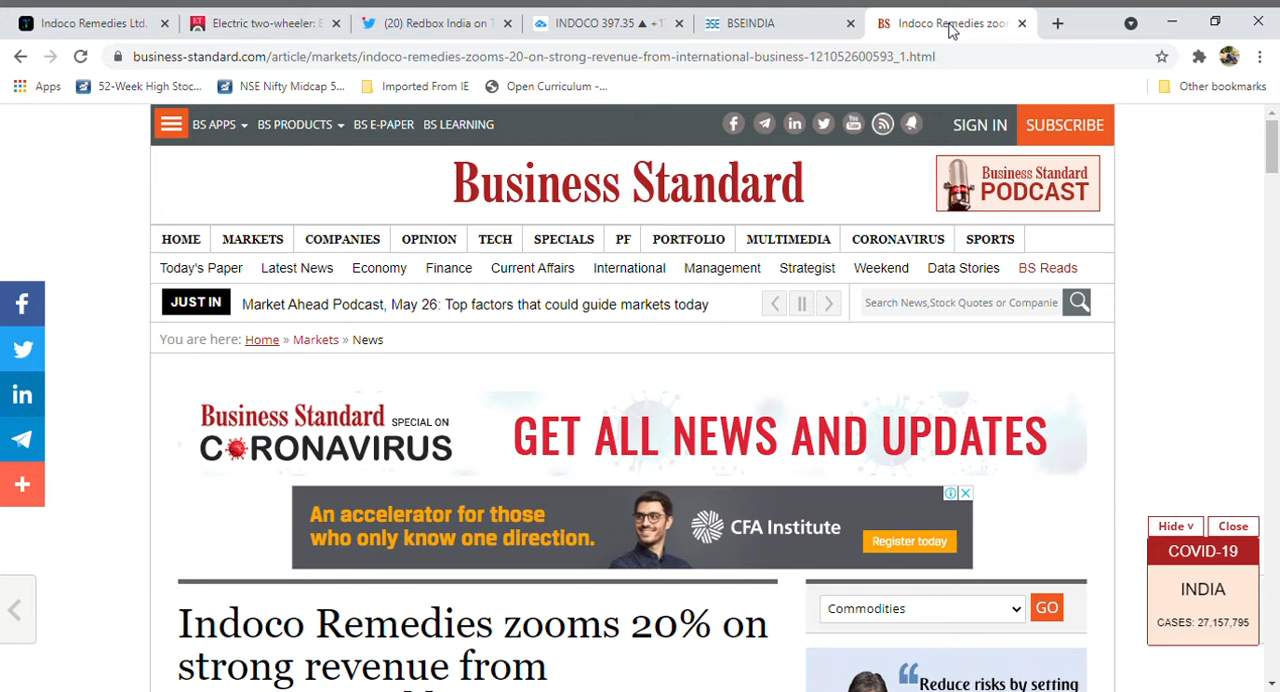 Indoco Remedies Ltd.
Electric two-wheeler: E
(20) Redbox India on T
INDOCO 397.35 ▲ +1
BSEINDIA
BS Indoco Remedies zoo
business-standard.com/article/markets/indoco-remedies-zooms-20-on-strong-revenue-from-international-business-121052600593_1.html
Apps
52-Week High Stoc...
NSE Nifty Midcap 5...
Imported From IE
Open Curriculum -...
Other bookmarks
BS APPS
BS PRODUCTS
BS E-PAPER
BS LEARNING
SIGN IN
SUBSCRIBE
Business Standard
Business Standard
PODCAST
HOME
MARKETS
COMPANIES
OPINION
TECH
SPECIALS
PF
PORTFOLIO
MULTIMEDIA
CORONAVIRUS
SPORTS
Today's Paper
Latest News
Economy
Finance
Current Affairs
International
Management
Strategist
Weekend
Data Stories
BS Reads
JUST IN
Market Ahead Podcast, May 26: Top factors that could guide markets today
Search News,Stock Quotes or Companie
You are here: Home » Markets » News
Business Standard SPECIAL ON
CORONAVIRUS
GET ALL NEWS AND UPDATES
An accelerator for those
who only know one direction.
CFA Institute
Register today
Hide v
Close
COVID-19
INDIA
CASES: 27,157,795
Commodities
GO
Indoco Remedies zooms 20% on
strong revenue from
Reduce risks by setting